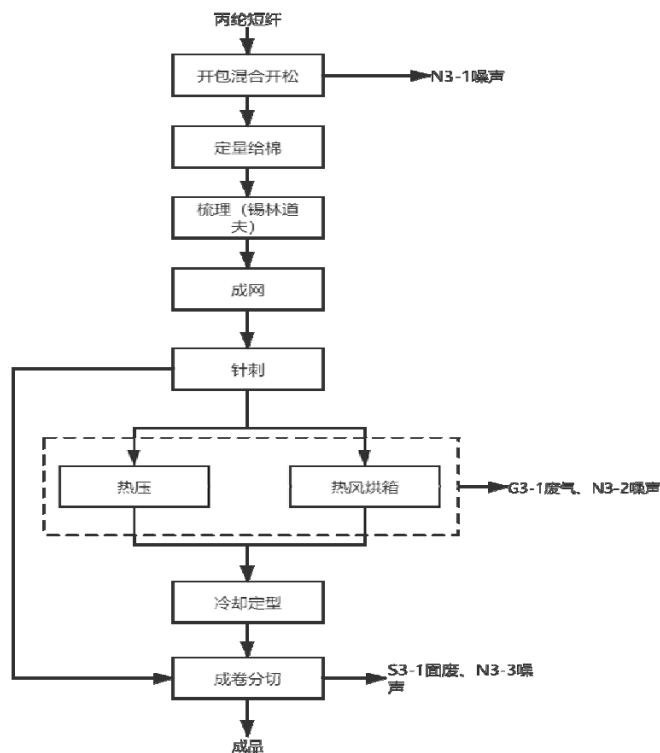 丙纶短纤
开包混合开松
N3-1噪声
定量给棉
梳理（锡林道
夫）
成网
针刺
热压
热风烘箱
G3-1废气、N3-2噪声
冷却定型
成卷分切
S3-1固废、N3-3噪
声
成品